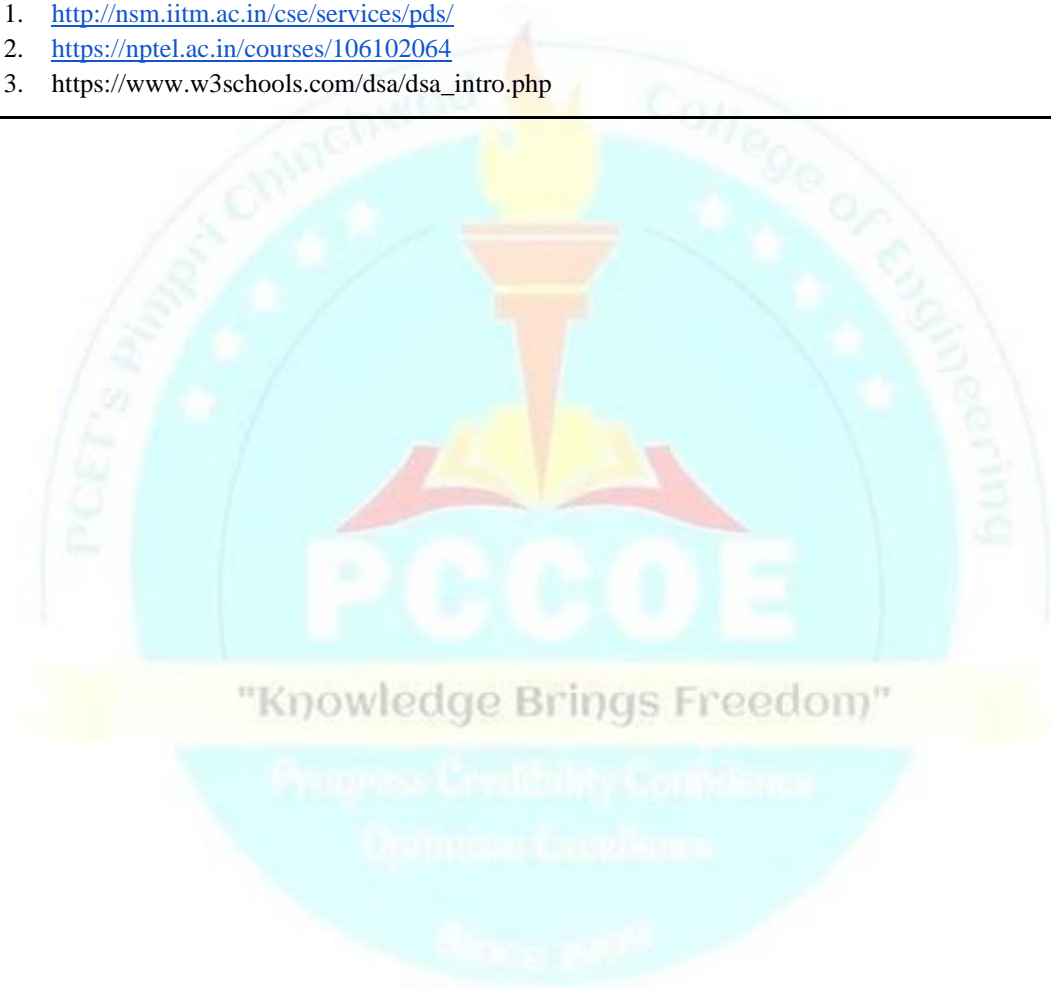 1. http://nsm.iitm.ac.in/cse/services/pds/
2. https://nptel.ac.in/courses/106102064
3. https://www.w3schools.com/dsa/dsa_intro.php
PCET's Pimpri Chinchwad College of Engineering
PCCOE
"Knowledge Brings Freedom"
Progress Credibility Confidence
Optimism Excellence